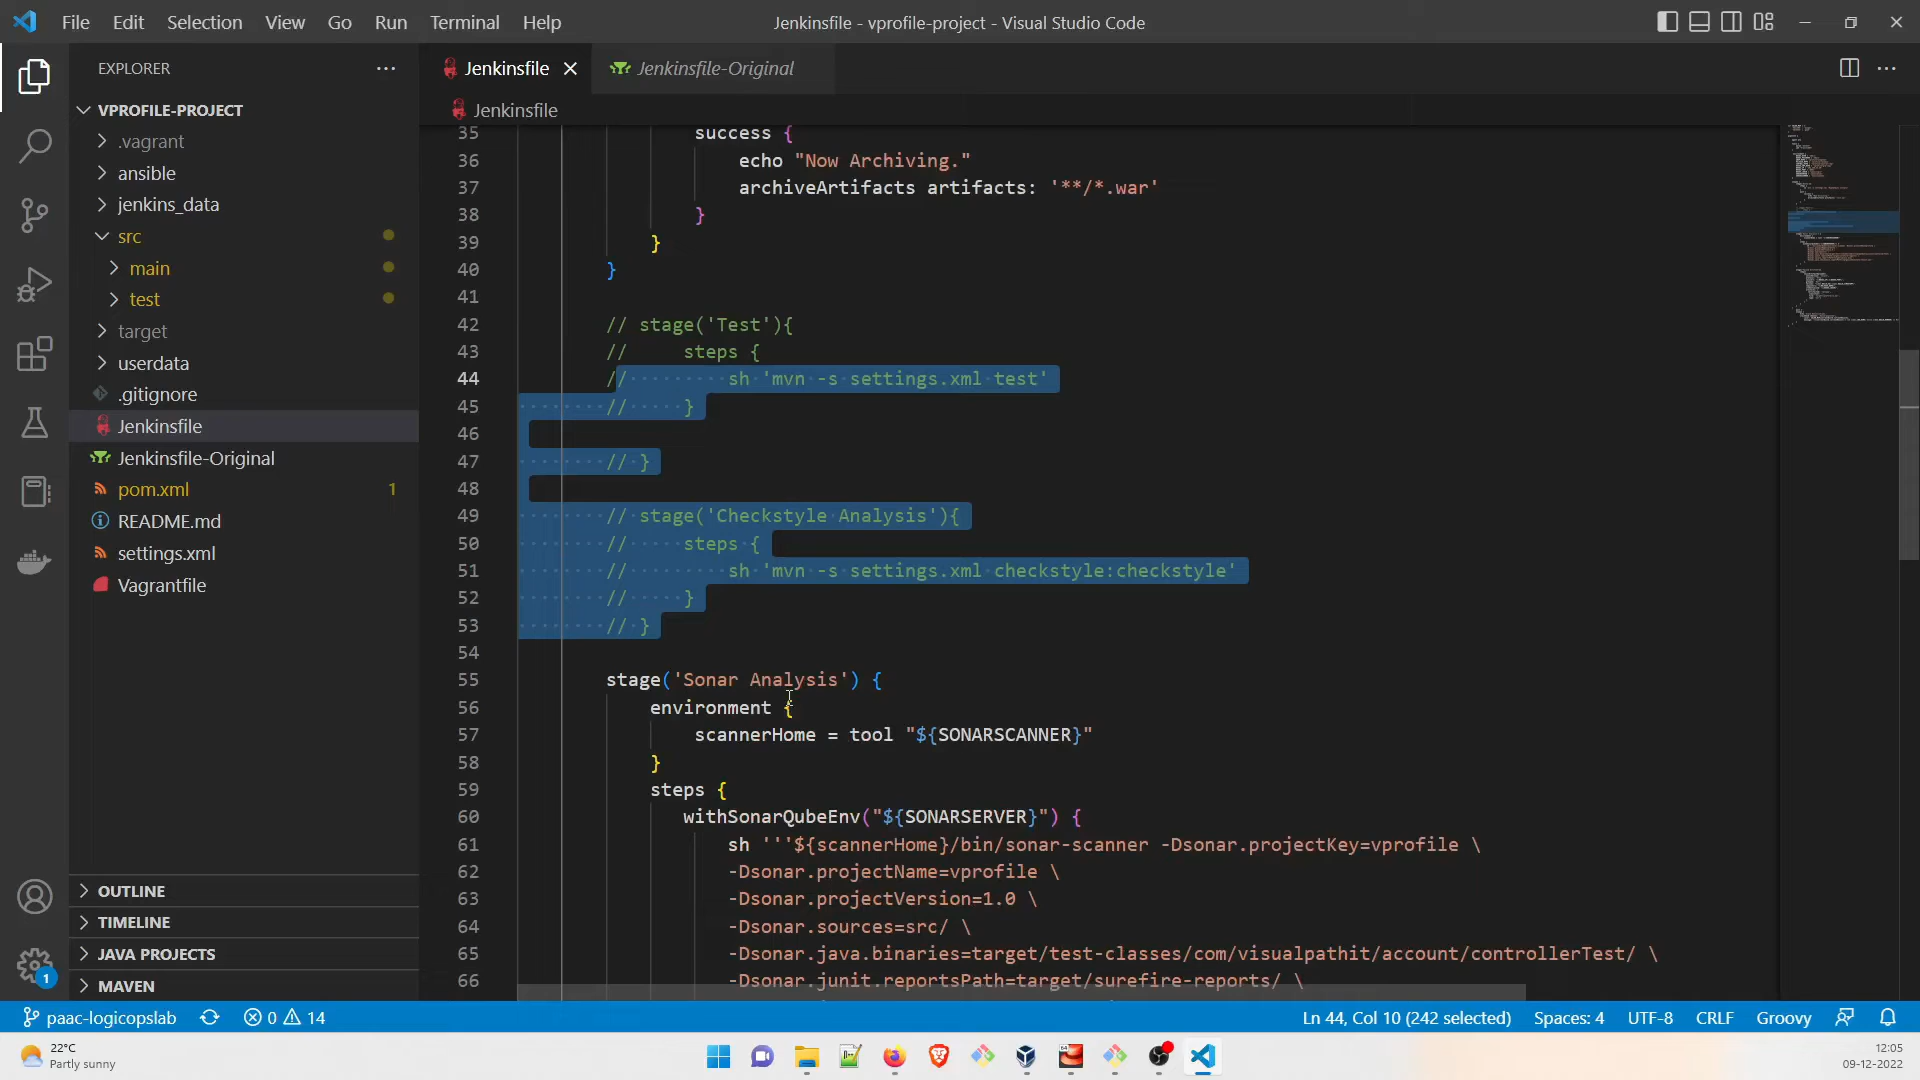 File Edit Selection View Go Run Terminal Help
Jenkinsfile - vprofile-project - Visual Studio Code
EXPLORER
VPROFILE-PROJECT
.vagrant
ansible
jenkins_data
src
main
test
target
userdata
.gitignore
Jenkinsfile
Jenkinsfile-Original
pom.xml 1
README.md
settings.xml
Vagrantfile
OUTLINE
TIMELINE
JAVA PROJECTS
MAVEN
1
Jenkinsfile Jenkinsfile-Original
Jenkinsfile
35 success {
36 echo "Now Archiving."
37 archiveArtifacts artifacts: '**/*.war'
38 }
39 }
40 }
41
42 // stage('Test'){
43 // steps {
44 // sh 'mvn -s settings.xml test'
45 // }
46
47 // }
48
49 // stage('Checkstyle Analysis'){
50 // steps {
51 // sh 'mvn -s settings.xml checkstyle:checkstyle'
52 // }
53 // }
54
55 stage('Sonar Analysis') {
56 environment {
57 scannerHome = tool "${SONARSCANNER}"
58 }
59 steps {
60 withSonarQubeEnv("${SONARSERVER}") {
61 sh '''${scannerHome}/bin/sonar-scanner -Dsonar.projectKey=vprofile \
62 -Dsonar.projectName=vprofile \
63 -Dsonar.projectVersion=1.0 \
64 -Dsonar.sources=src/ \
65 -Dsonar.java.binaries=target/test-classes/com/visualpathit/account/controllerTest/ \
66 -Dsonar.junit.reportsPath=target/surefire-reports/ \
paac-logicopslab 0 14 Ln 44, Col 10 (242 selected) Spaces: 4 UTF-8 CRLF Groovy
22°C
Partly sunny
12:05
09-12-2022